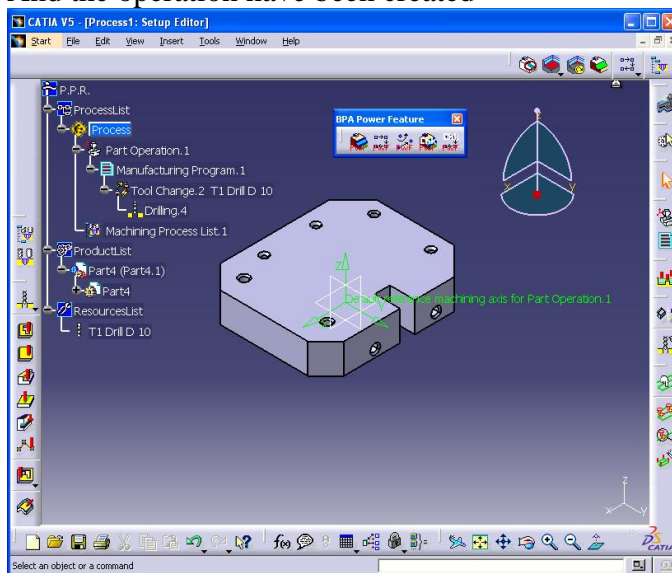 And the operation have been created
CATIA V5 - [Process1: Setup Editor]
Start File Edit View Insert Tools Window Help
P.P.R.
ProcessList
Process
Part Operation.1
Manufacturing Program.1
Tool Change.2 T1 Drill D 10
Drilling.4
Machining Process List.1
ProductList
Part4 (Part4.1)
Part4
ResourcesList
T1 Drill D 10
BPA Power Feature
z
X
Y
Z
Default reference machining axis for Part Operation.1
z
x
y
f(x)
CATIA
Select an object or a command